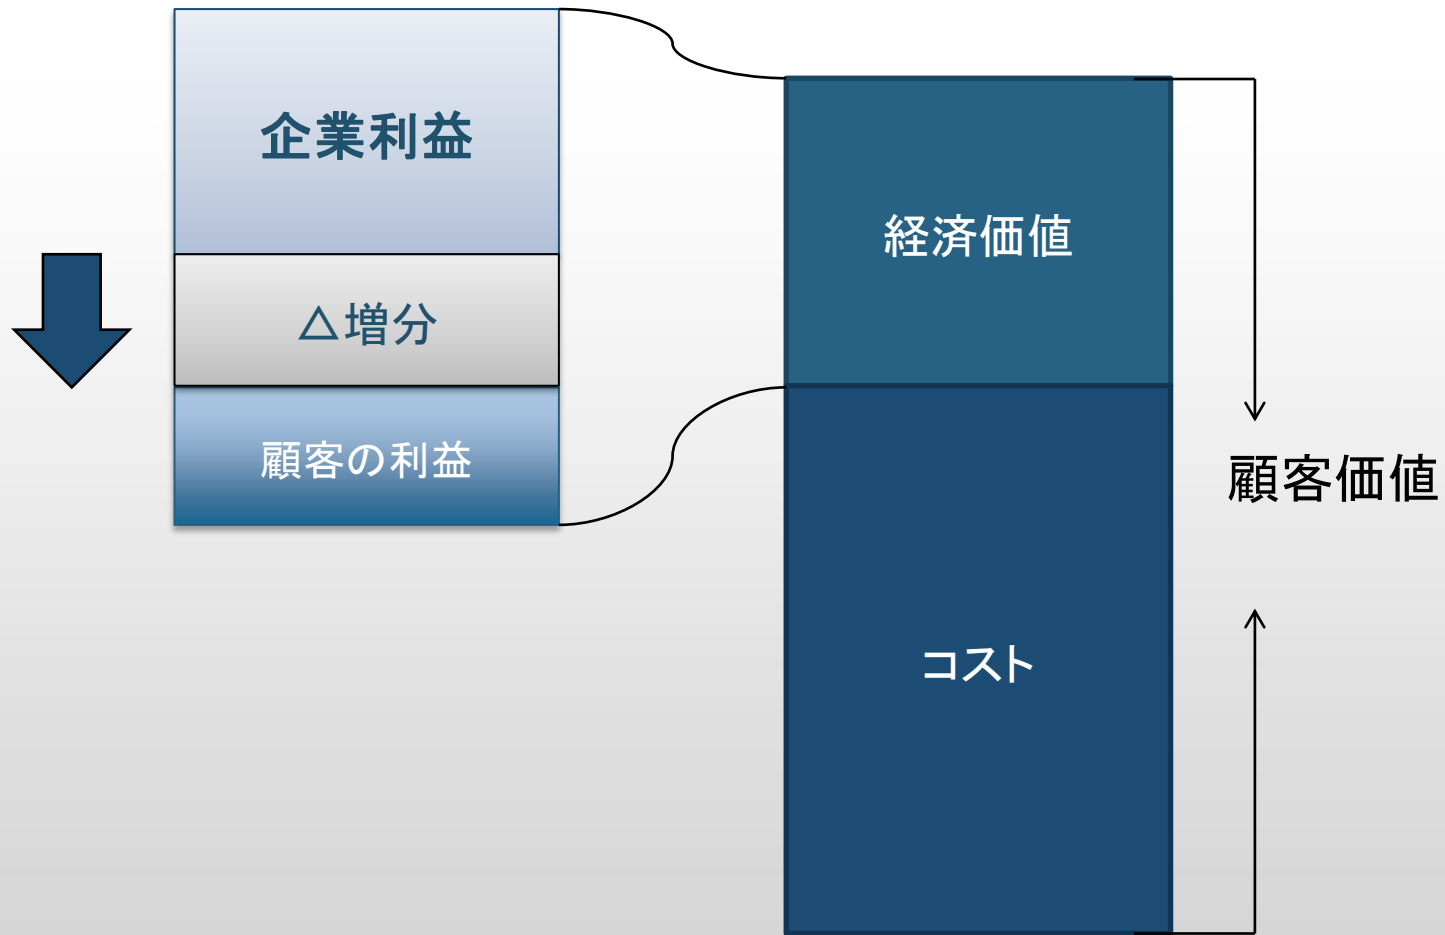 企業利益
△増分
顧客の利益
経済価値
コスト
顧客価値